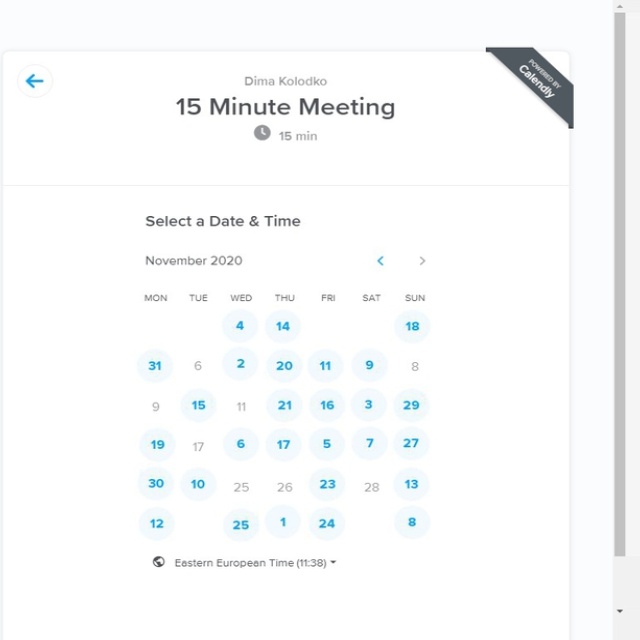 POWERED BY
Calendly
Dima Kolodko
15 Minute Meeting
15 min
Select a Date & Time
November 2020
MON TUE WED THU FRI SAT SUN
4 14 18
31 6 2 20 11 9 8
9 15 11 21 16 3 29
19 17 6 17 5 7 27
30 10 25 26 23 28 13
12 25 1 24 8
Eastern European Time (11:38)